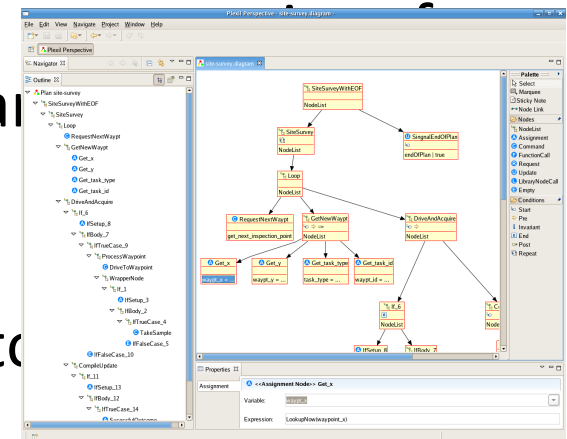 Plexil Perspective - site-survey.diagram -
File Edit View Navigate Project Window Help
Plexil Perspective
Navigator
Outline
Plan site-survey
SiteSurveyWithEOF
SiteSurvey
Loop
RequestNextWaypt
GetNewWaypt
Get_x
Get_y
Get_task_type
Get_task_id
DriveAndAcquire
If_6
IfSetup_8
IfBody_7
IfTrueCase_9
ProcessWaypoint
DriveToWaypoint
WrapperNode
If_1
IfSetup_3
IfBody_2
IfTrueCase_4
TakeSample
IfFalseCase_5
IfFalseCase_10
CompileUpdate
If_11
IfSetup_13
IfBody_12
IfTrueCase_14
site-survey.diagram
SiteSurveyWithEOF
NodeList
SiteSurvey
NodeList
SingnalEndOfPlan
endOfPlan | true
Loop
NodeList
RequestNextWaypt
get_next_inspection_point
GetNewWaypt
NodeList
DriveAndAcquire
NodeList
Get_x
waypt_x = ...
Get_y
waypt_y = ...
Get_task_type
task_type = ...
Get_task_id
waypt_id = ...
If_6
NodeList
Node
IfSetup_8
IfBody_7
Palette
Select
Marquee
Sticky Note
Node Link
Nodes
NodeList
Assignment
Command
FunctionCall
Request
Update
LibraryNodeCall
Empty
Conditions
Start
Pre
Invariant
End
Post
Repeat
Properties
Assignment
<<Assignment Node>> Get_x
Variable:
waypt_x
Expression:
LookupNow(waypoint_x)